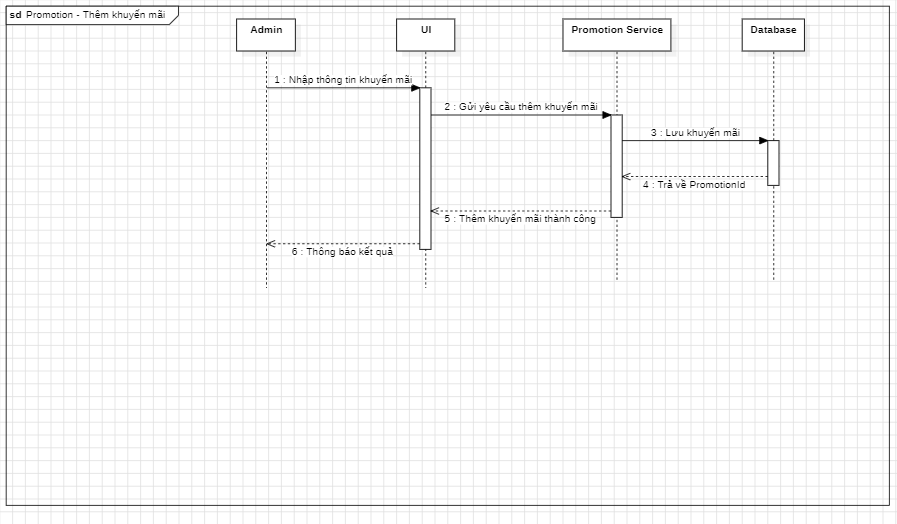 sd Promotion - Thêm khuyến mãi
Admin
UI
Promotion Service
Database
1 : Nhập thông tin khuyến mãi
2 : Gửi yêu cầu thêm khuyến mãi
3 : Lưu khuyến mãi
4 : Trả về PromotionId
5 : Thêm khuyến mãi thành công
6 : Thông báo kết quả